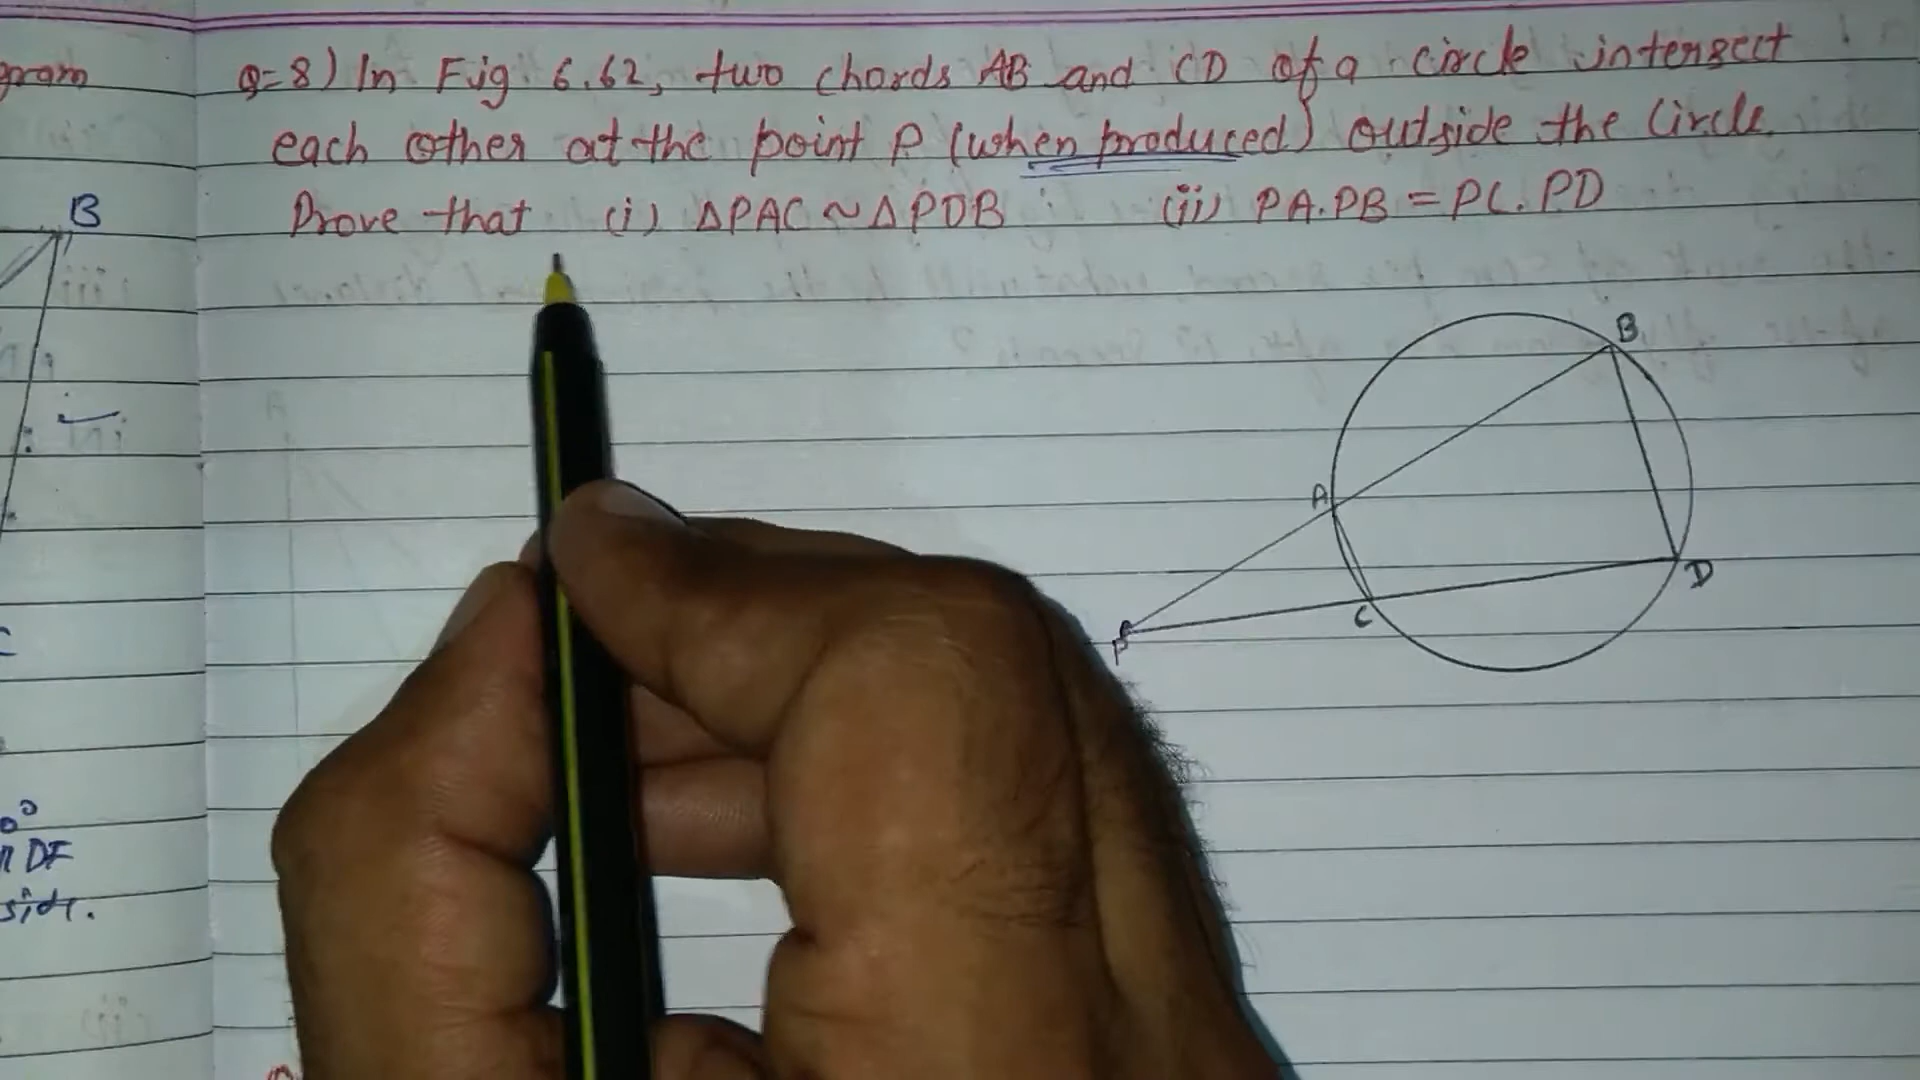 Q=8) In Fig 6.62, two chords AB and CD of a circle intersect
each other at the point P (when produced) outside the Circle.
Prove that (i) ΔPAC ~ ΔPDB (ii) PA.PB = PC.PD
B
B
A
D
C
P
DF
side.